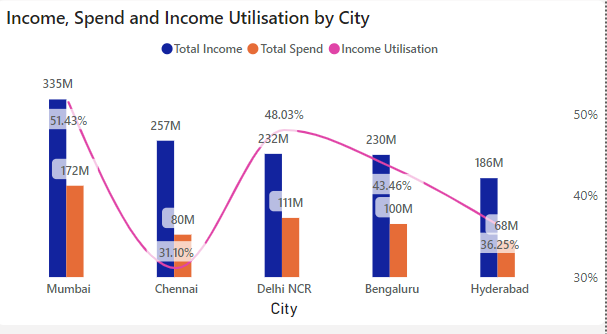 Income, Spend and Income Utilisation by City
Total Income Total Spend Income Utilisation
335M
257M
48.03%
232M
230M
186M
50%
51.43%
172M
80M
111M
43.46%
100M
68M
40%
31.10%
36.25%
30%
Mumbai Chennai Delhi NCR Bengaluru Hyderabad
City